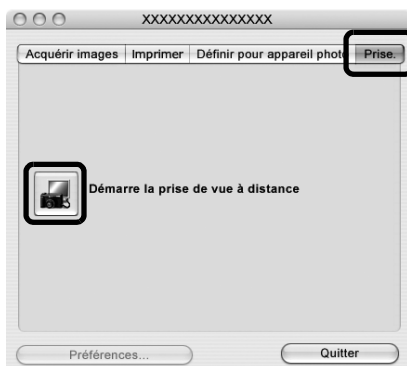 XXXXXXXXXXXXXXX
Acquérir images Imprimer Définir pour appareil photo Prise.
Démarre la prise de vue à distance
Préférences... Quitter